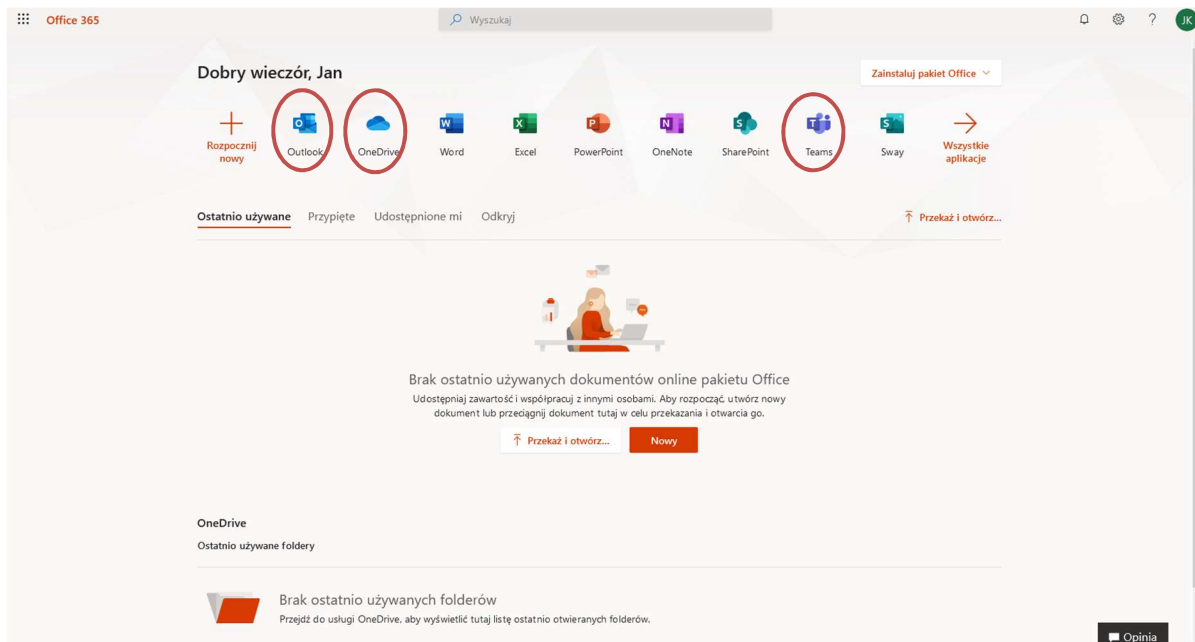 Office 365
Wyszukaj
JK
Dobry wieczór, Jan
Zainstaluj pakiet Office
Rozpocznij nowy
Outlook
OneDrive
Word
Excel
PowerPoint
OneNote
SharePoint
Teams
Sway
Wszystkie aplikacje
Ostatnio używane
Przypięte
Udostępnione mi
Odkryj
Przekaż i otwórz...
Brak ostatnio używanych dokumentów online pakietu Office
Udostępniaj zawartość i współpracuj z innymi osobami. Aby rozpocząć, utwórz nowy
dokument lub przeciągnij dokument tutaj w celu przekazania i otwarcia go.
Przekaż i otwórz...
Nowy
OneDrive
Ostatnio używane foldery
Brak ostatnio używanych folderów
Przejdź do usługi OneDrive, aby wyświetlić tutaj listę ostatnio otwieranych folderów.
Opinia